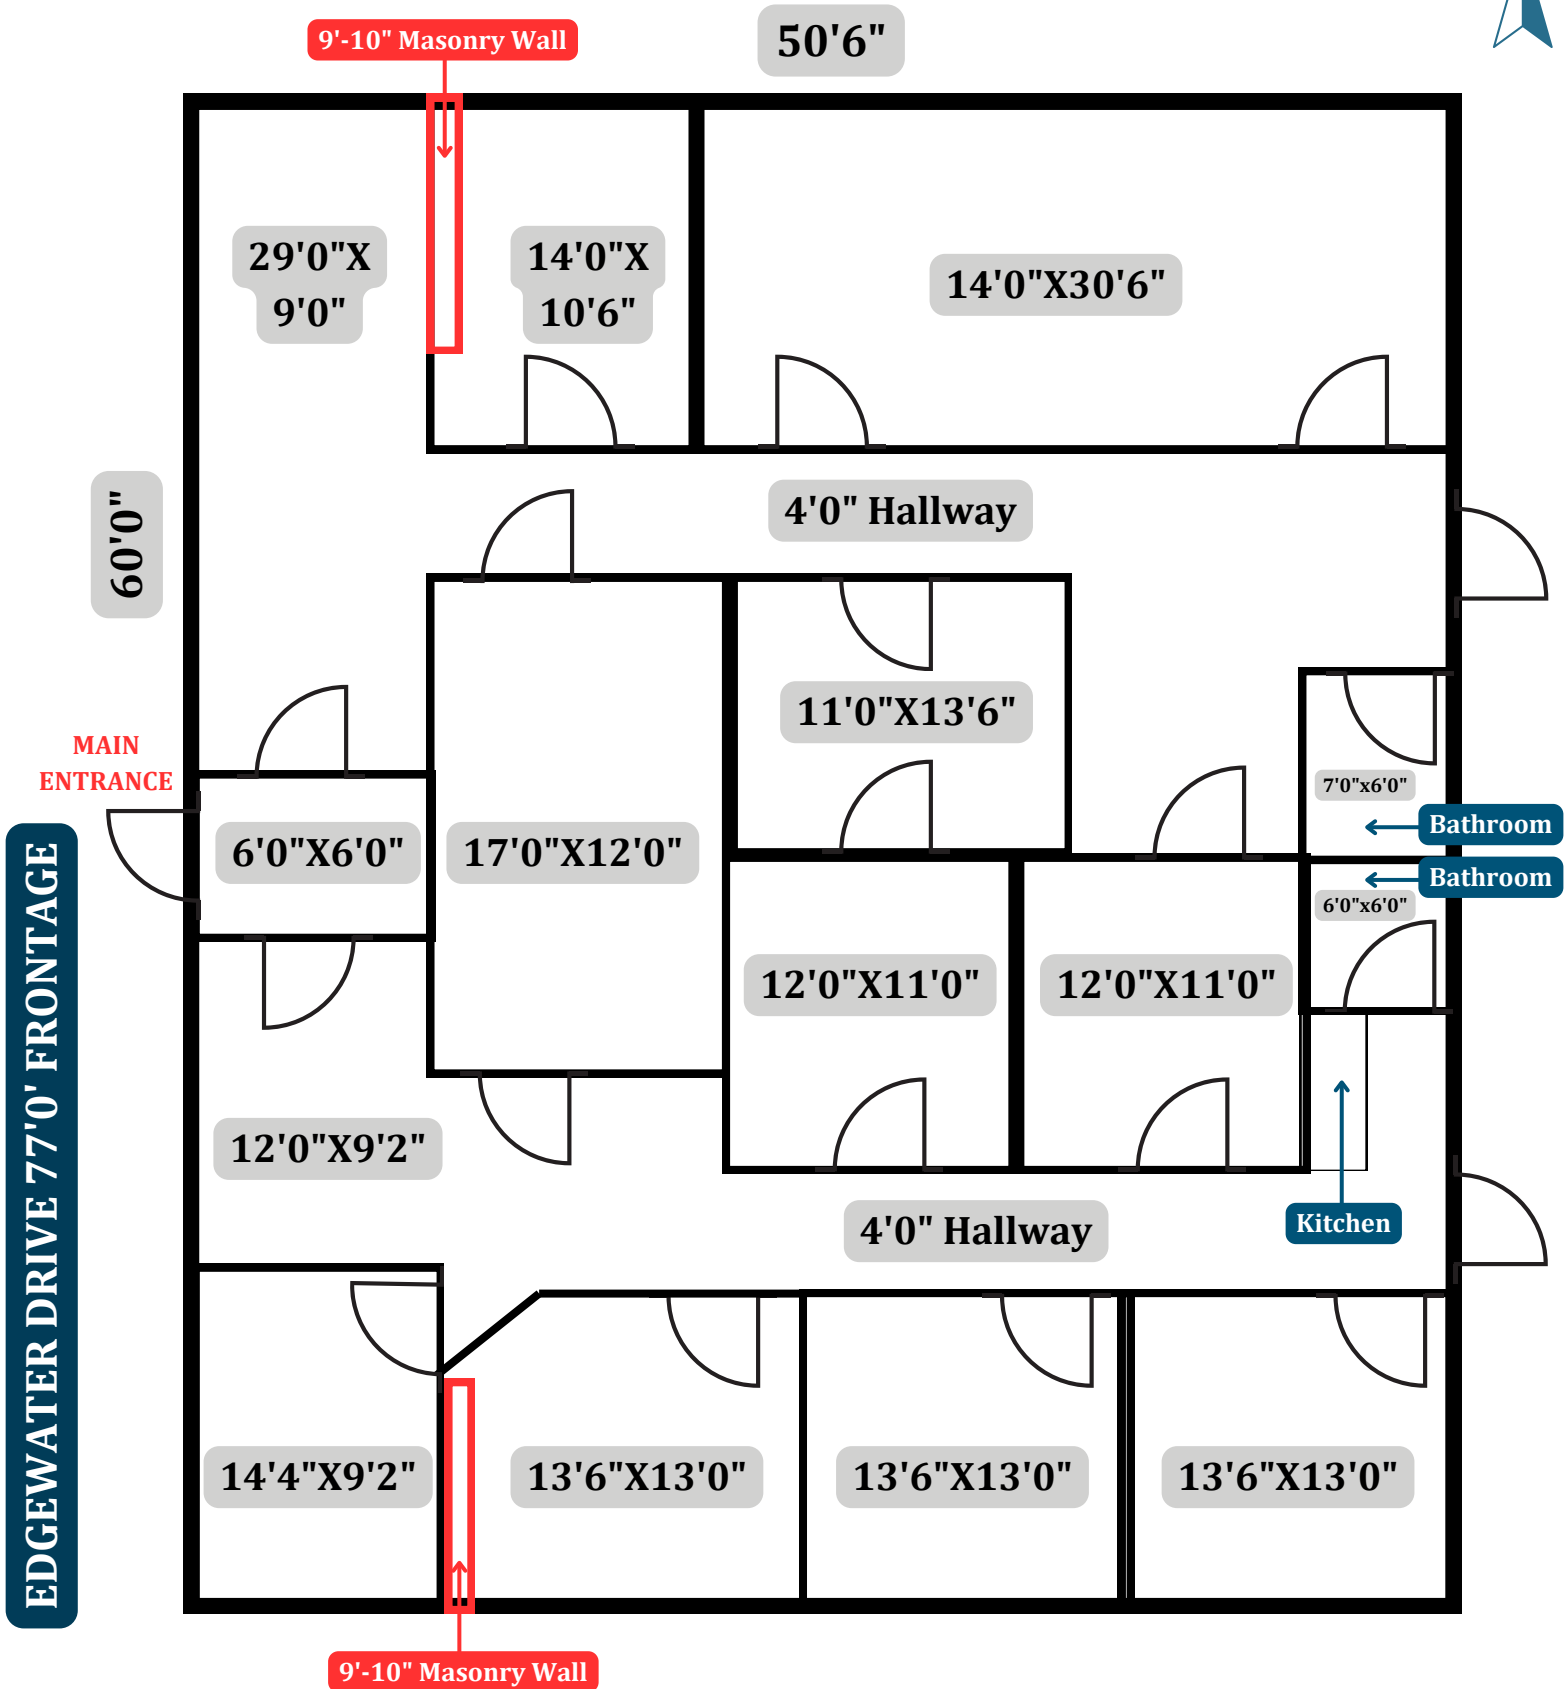 9'-10" Masonry Wall
50'6"
29'0"X
9'0"
14'0"X
10'6"
14'0"X30'6"
60'0"
4'0" Hallway
11'0"X13'6"
MAIN
ENTRANCE
7'0"x6'0"
Bathroom
6'0"X6'0"
17'0"X12'0"
Bathroom
6'0"x6'0"
12'0"X11'0"
12'0"X11'0"
EDGEWATER DRIVE 77'0' FRONTAGE
12'0"X9'2"
4'0" Hallway
Kitchen
14'4"X9'2"
13'6"X13'0"
13'6"X13'0"
13'6"X13'0"
9'-10" Masonry Wall